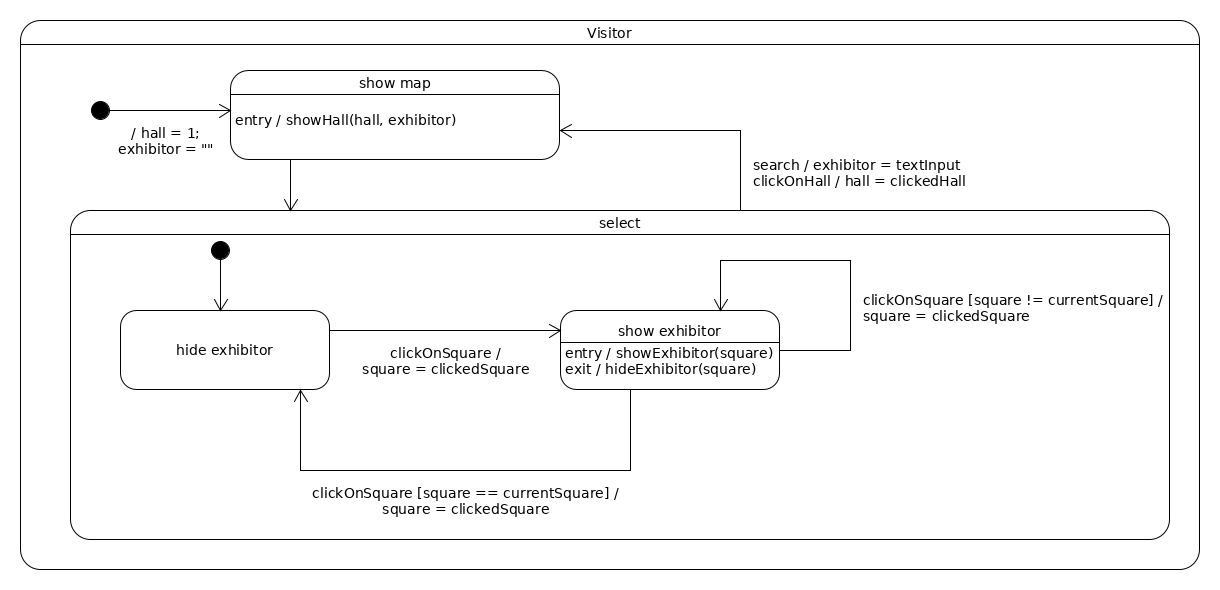 Visitor
show map
entry / showHall(hall, exhibitor)
/ hall = 1;
exhibitor = ""
search / exhibitor = textInput
clickOnHall / hall = clickedHall
select
hide exhibitor
clickOnSquare /
square = clickedSquare
show exhibitor
entry / showExhibitor(square)
exit / hideExhibitor(square)
clickOnSquare [square != currentSquare] /
square = clickedSquare
clickOnSquare [square == currentSquare] /
square = clickedSquare